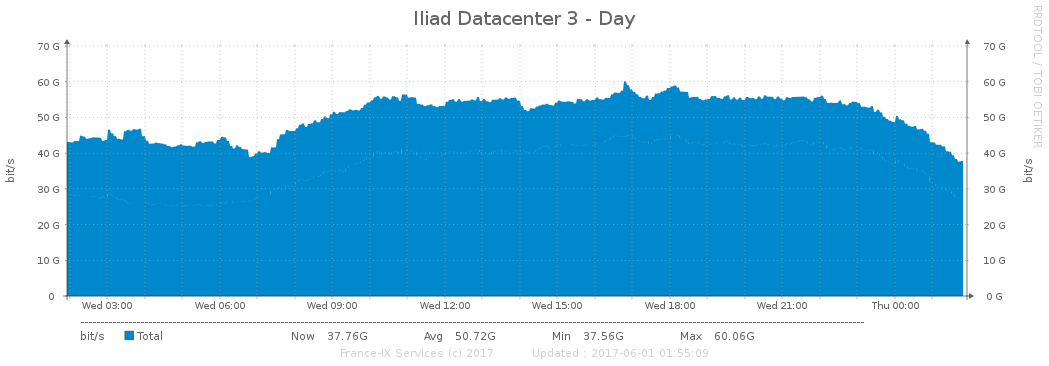 Iliad Datacenter 3 - Day
RRDTOOL / TOBI OETIKER
70 G 70 G
60 G 60 G
50 G 50 G
40 G 40 G
30 G 30 G
20 G 20 G
10 G 10 G
0 0 G
bit/s bit/s
Wed 03:00 Wed 06:00 Wed 09:00 Wed 12:00 Wed 15:00 Wed 18:00 Wed 21:00 Thu 00:00
bit/s Total Now 37.76G Avg 50.72G Min 37.56G Max 60.06G
France-IX Services (c) 2017 Updated : 2017-06-01 01:55:09